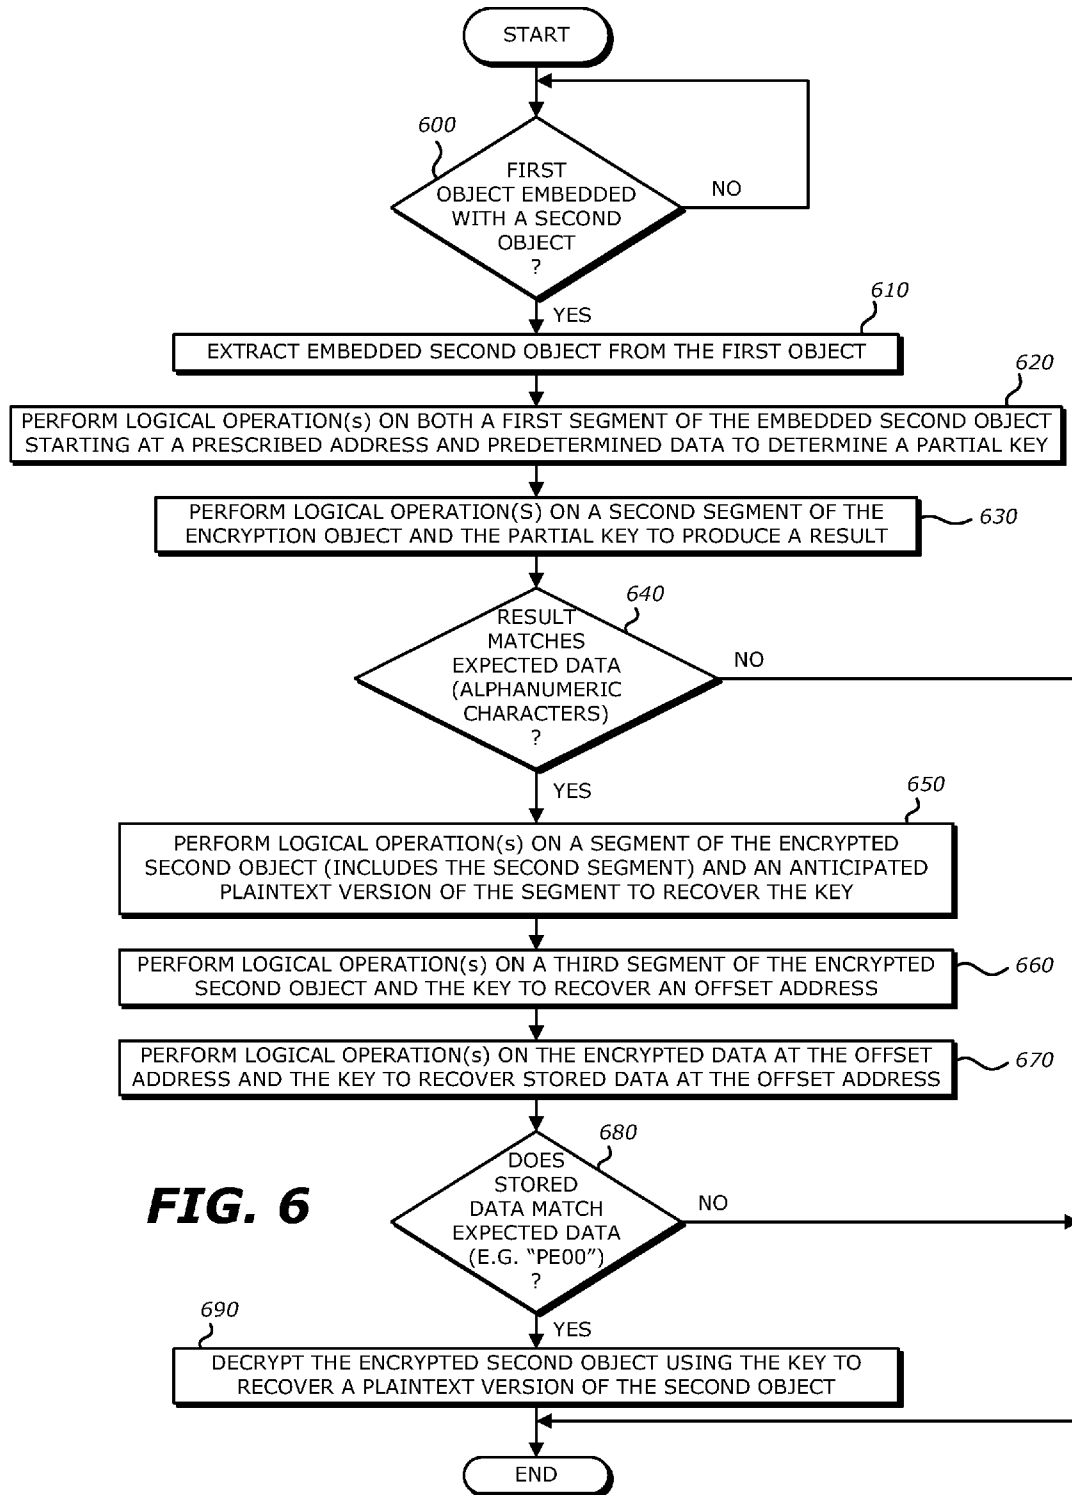 START
600
FIRST
OBJECT EMBEDDED
WITH A SECOND
OBJECT
?
NO
YES
610
EXTRACT EMBEDDED SECOND OBJECT FROM THE FIRST OBJECT
620
PERFORM LOGICAL OPERATION(s) ON BOTH A FIRST SEGMENT OF THE EMBEDDED SECOND OBJECT
STARTING AT A PRESCRIBED ADDRESS AND PREDETERMINED DATA TO DETERMINE A PARTIAL KEY
PERFORM LOGICAL OPERATION(S) ON A SECOND SEGMENT OF THE
ENCRYPTION OBJECT AND THE PARTIAL KEY TO PRODUCE A RESULT
630
640
RESULT
MATCHES
EXPECTED DATA
(ALPHANUMERIC
CHARACTERS)
?
NO
YES
650
PERFORM LOGICAL OPERATION(s) ON A SEGMENT OF THE ENCRYPTED
SECOND OBJECT (INCLUDES THE SECOND SEGMENT) AND AN ANTICIPATED
PLAINTEXT VERSION OF THE SEGMENT TO RECOVER THE KEY
PERFORM LOGICAL OPERATION(s) ON A THIRD SEGMENT OF THE ENCRYPTED
SECOND OBJECT AND THE KEY TO RECOVER AN OFFSET ADDRESS
660
PERFORM LOGICAL OPERATION(s) ON THE ENCRYPTED DATA AT THE OFFSET
ADDRESS AND THE KEY TO RECOVER STORED DATA AT THE OFFSET ADDRESS
670
680
DOES
STORED
DATA MATCH
EXPECTED DATA
(E.G. “PE00”)
?
NO
FIG. 6
YES
690
DECRYPT THE ENCRYPTED SECOND OBJECT USING THE KEY TO
RECOVER A PLAINTEXT VERSION OF THE SECOND OBJECT
END